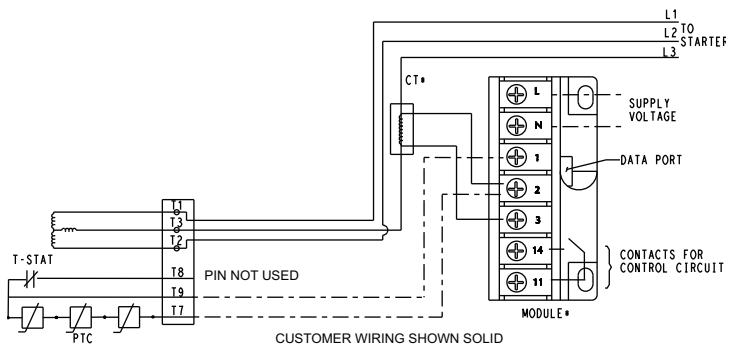 L1
L2 TO
STARTER
L3
CT*
L
N
1
2
3
14
11
SUPPLY
VOLTAGE
DATA PORT
CONTACTS FOR
CONTROL CIRCUIT
MODULE*
T1
T3
T2
T-STAT
T8 PIN NOT USED
T9
T7
PTC
CUSTOMER WIRING SHOWN SOLID